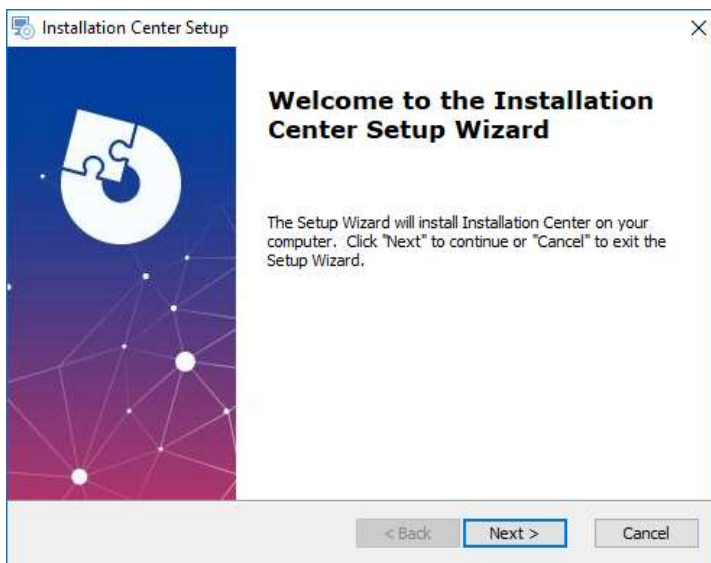 Installation Center Setup
Welcome to the Installation
Center Setup Wizard
The Setup Wizard will install Installation Center on your
computer.  Click "Next" to continue or "Cancel" to exit the
Setup Wizard.
< Back Next > Cancel